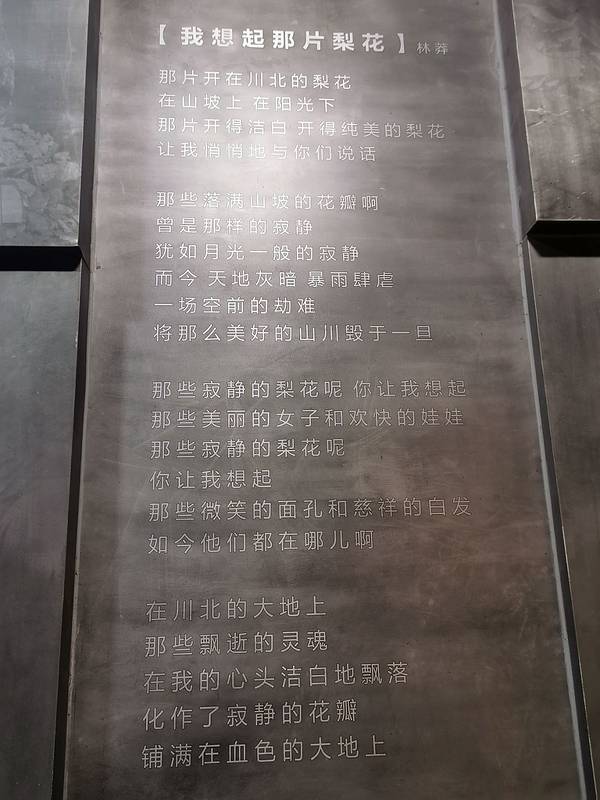 【我想起那片梨花】林莽
那片开在川北的梨花
在山坡上 在阳光下
那片开得洁白 开得纯美的梨花
让我悄悄地与你们说话
那些落满山坡的花瓣啊
曾是那样的寂静
犹如月光一般的寂静
而今 天地灰暗 暴雨肆虐
一场空前的劫难
将那么美好的山川毁于一旦
那些寂静的梨花呢 你让我想起
那些美丽的女子和欢快的娃娃
那些寂静的梨花呢
你让我想起
那些微笑的面孔和慈祥的白发
如今他们都在哪儿啊
在川北的大地上
那些飘逝的灵魂
在我的心头洁白地飘落
化作了寂静的花瓣
铺满在血色的大地上